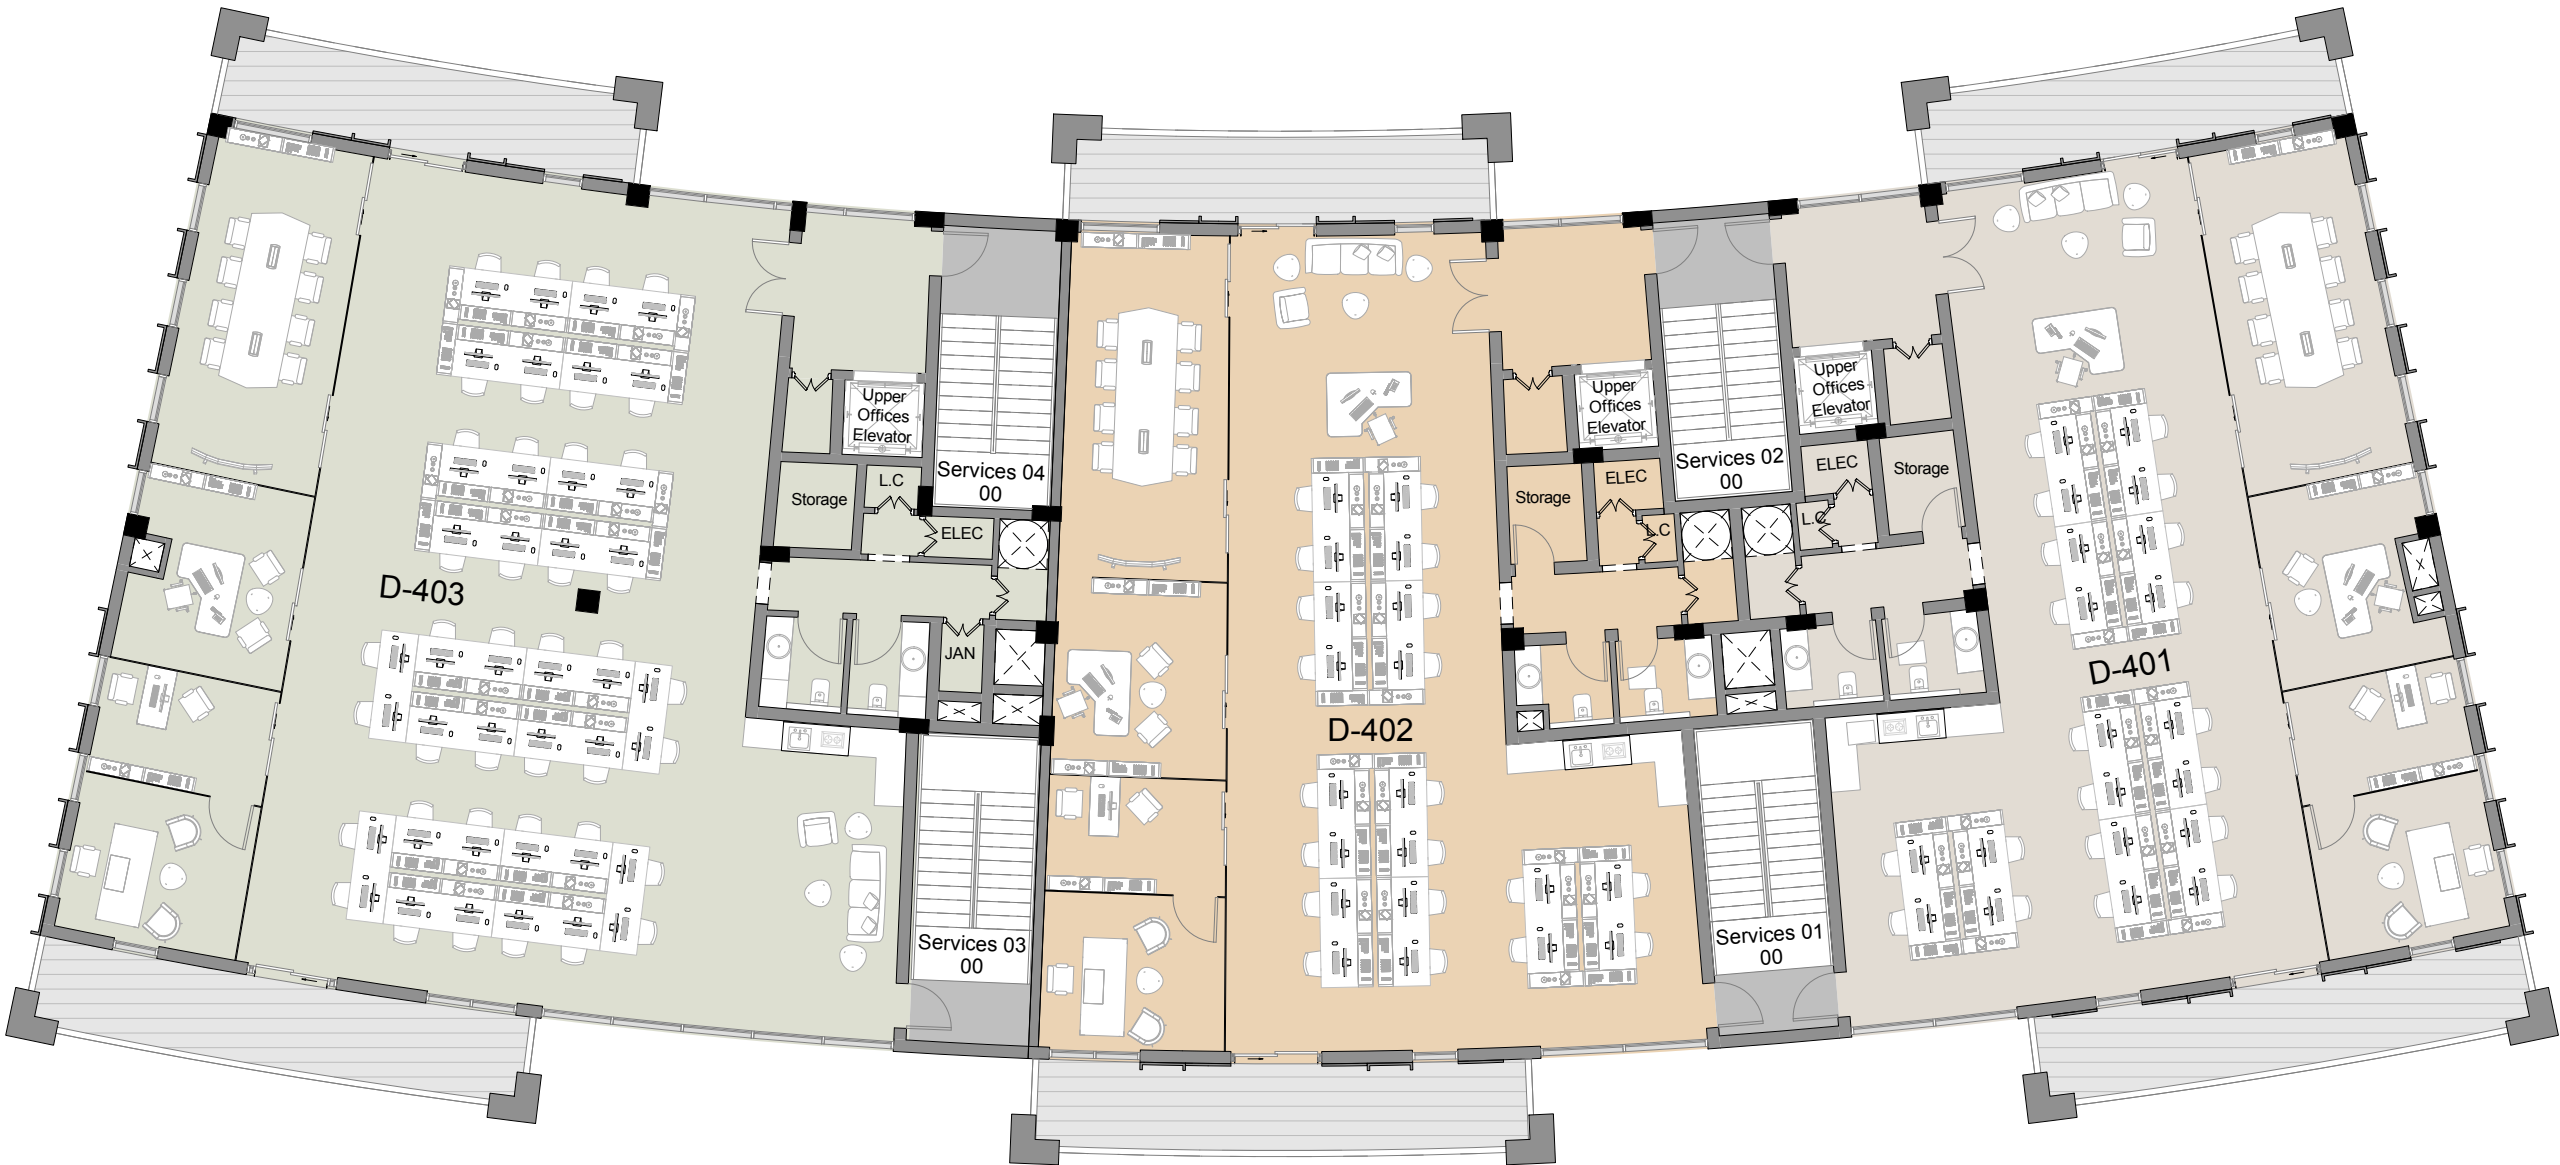 Upper
Offices
Elevator
Services 04
00
L.C
Storage
ELEC
D-403
JAN
Services 03
00
Upper
Offices
Elevator
Services 02
00
ELEC
Storage
L.C
D-402
Services 01
00
Upper
Offices
Elevator
ELEC
Storage
L.C
D-401